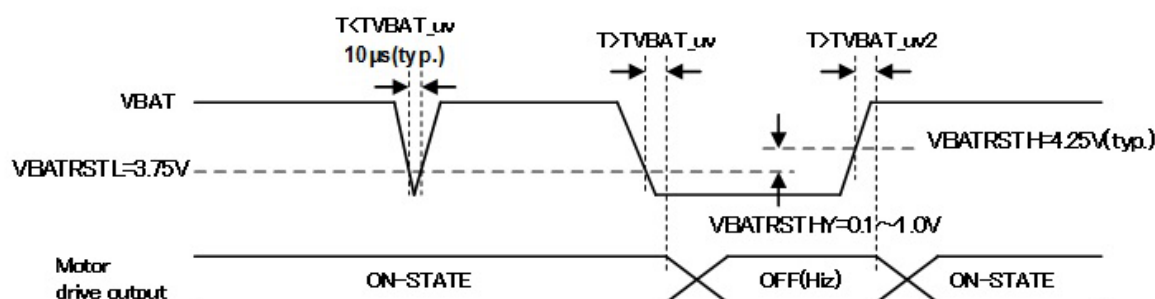 T<TVBAT_uv
10μs(typ.)
T>TVBAT_uv
T>TVBAT_uv2
VBAT
VBATRSTH=4.25V(typ.)
VBATRSTL=3.75V
VBATRSTHY=0.1~1.0V
Motor
drive output
ON-STATE
OFF(Hiz)
ON-STATE